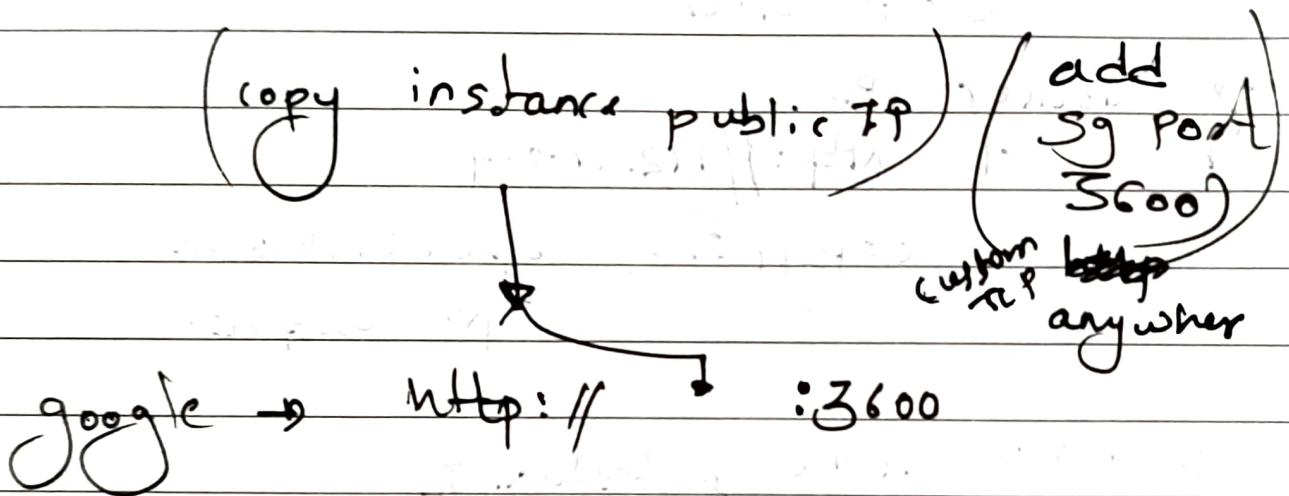 copy instance public IP
add
sg port
3600
custom
TCP
anywher
google → http:// :3600